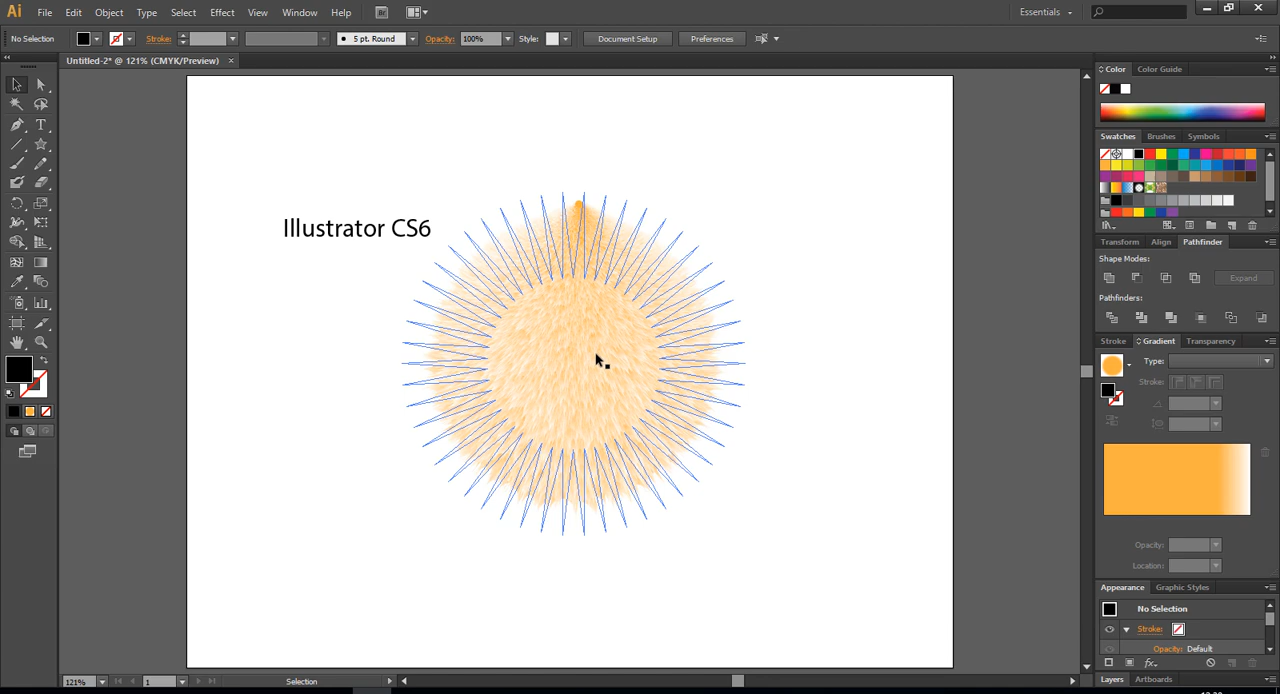 Ai File Edit Object Type Select Effect View Window Help Br Essentials
No Selection Stroke: 5 pt. Round Opacity: 100% Style: Document Setup Preferences
Untitled-2* @ 121% (CMYK/Preview)
Color Color Guide
Swatches Brushes Symbols
Illustrator CS6
Transform Align Pathfinder
Shape Modes:
Expand
Pathfinders:
Stroke Gradient Transparency
Type:
Stroke:
Opacity:
Location:
Appearance Graphic Styles
No Selection
Stroke:
Opacity: Default
fx
Layers Artboards
121% 1 Selection